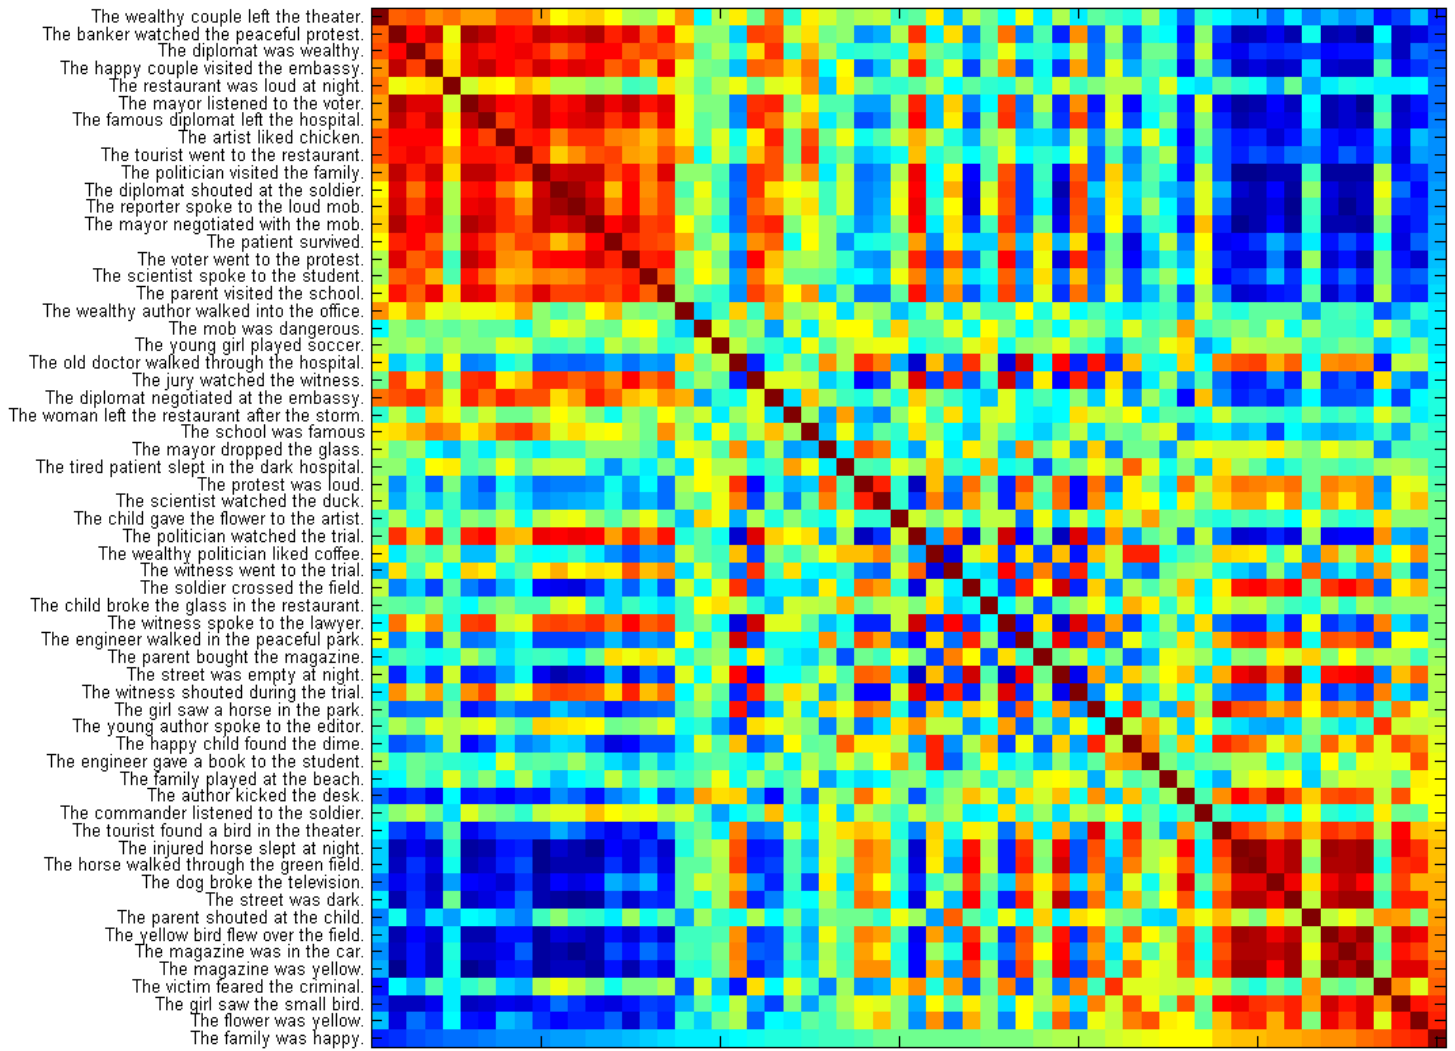 The wealthy couple left the theater.
The banker watched the peaceful protest.
The diplomat was wealthy.
The happy couple visited the embassy.
The restaurant was loud at night.
The mayor listened to the voter.
The famous diplomat left the hospital.
The artist liked chicken.
The tourist went to the restaurant.
The politician visited the family.
The diplomat shouted at the soldier.
The reporter spoke to the loud mob.
The mayor negotiated with the mob.
The patient survived.
The voter went to the protest.
The scientist spoke to the student.
The parent visited the school.
The wealthy author walked into the office.
The mob was dangerous.
The young girl played soccer.
The old doctor walked through the hospital.
The jury watched the witness.
The diplomat negotiated at the embassy.
The woman left the restaurant after the storm.
The school was famous
The mayor dropped the glass.
The tired patient slept in the dark hospital.
The protest was loud.
The scientist watched the duck.
The child gave the flower to the artist.
The politician watched the trial.
The wealthy politician liked coffee.
The witness went to the trial.
The soldier crossed the field.
The child broke the glass in the restaurant.
The witness spoke to the lawyer.
The engineer walked in the peaceful park.
The parent bought the magazine.
The street was empty at night.
The witness shouted during the trial.
The girl saw a horse in the park.
The young author spoke to the editor.
The happy child found the dime.
The engineer gave a book to the student.
The family played at the beach.
The author kicked the desk.
The commander listened to the soldier.
The tourist found a bird in the theater.
The injured horse slept at night.
The horse walked through the green field.
The dog broke the television.
The street was dark.
The parent shouted at the child.
The yellow bird flew over the field.
The magazine was in the car.
The magazine was yellow.
The victim feared the criminal.
The girl saw the small bird.
The flower was yellow.
The family was happy.